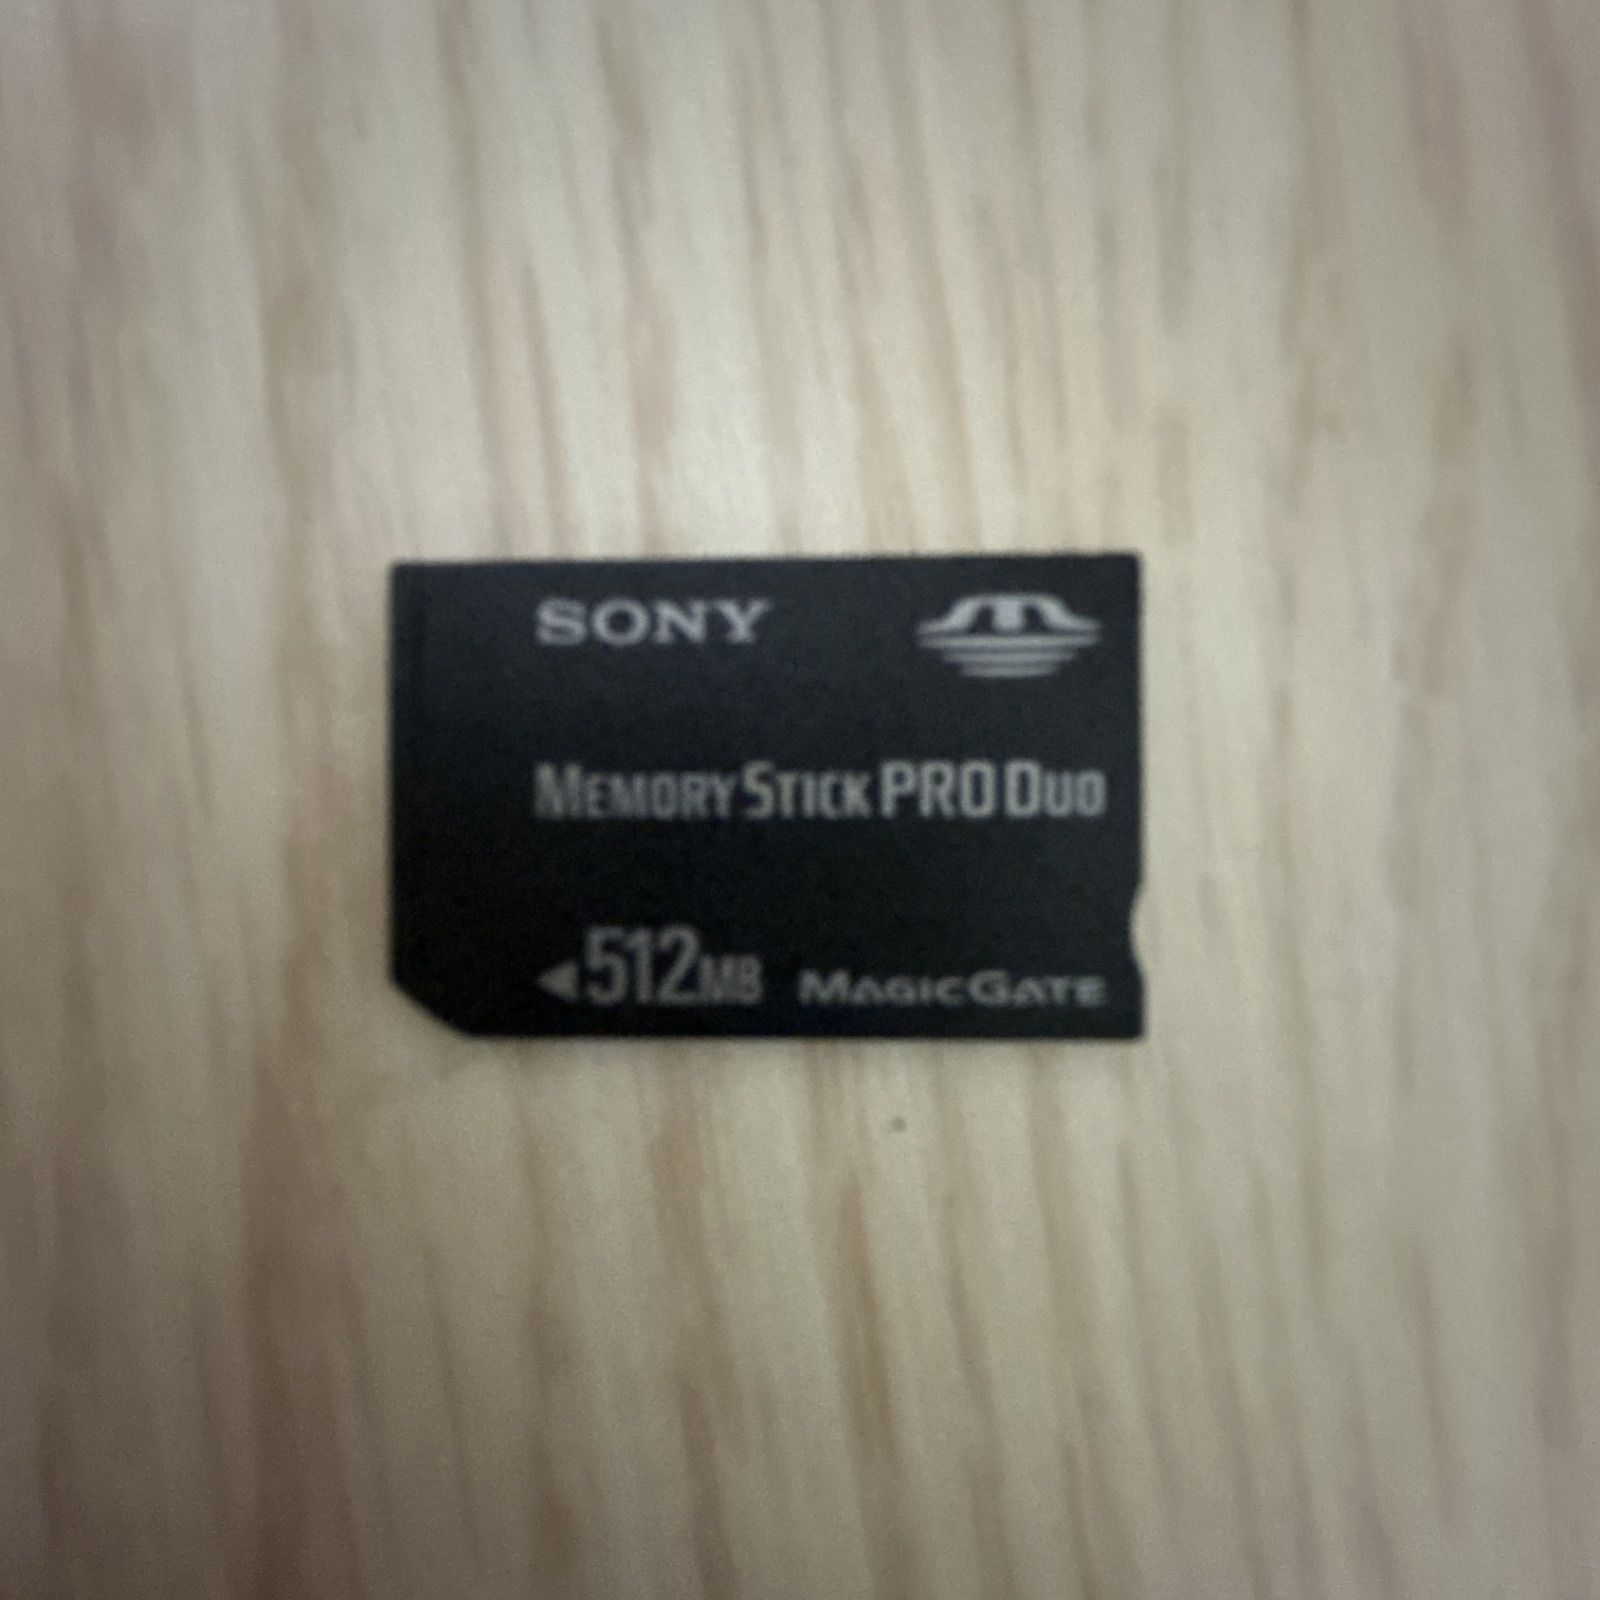 SONY
MEMORY STICK PRO DUO
512MB MAGICGATE